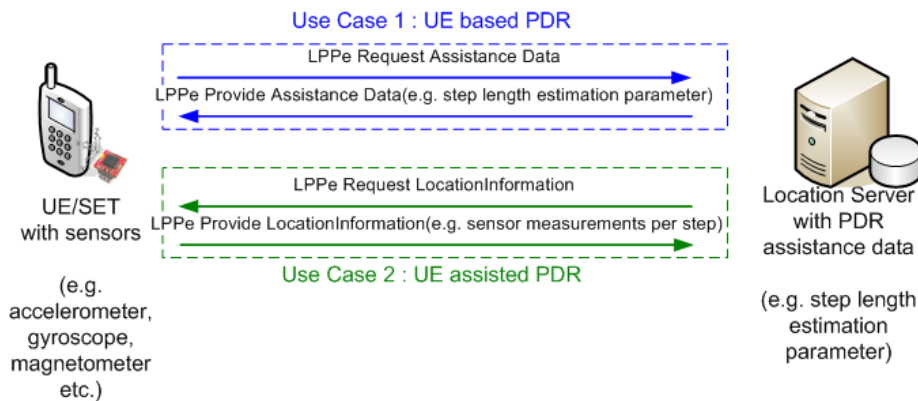 Use Case 1 : UE based PDR
LPPe Request Assistance Data
LPPe Provide Assistance Data(e.g. step length estimation parameter)
LPPe Request LocationInformation
LPPe Provide LocationInformation(e.g. sensor measurements per step)
Use Case 2 : UE assisted PDR
UE/SET
with sensors
(e.g.
accelerometer,
gyroscope,
magnetometer
etc.)
Location Server
with PDR
assistance data
(e.g. step length
estimation
parameter)